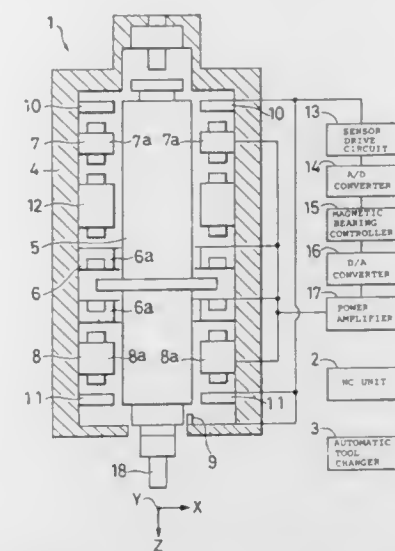 1
10
10
13
SENSOR DRIVE CIRCUIT
7
7a
7a
14
A/D CONVERTER
4
12
15
MAGNETIC BEARING CONTROLLER
5
16
D/A CONVERTER
6a
6
17
POWER AMPLIFIER
6a
8
8a
8a
2
NC UNIT
11
11
9
3
AUTOMATIC TOOL CHANGER
18
Y
X
Z